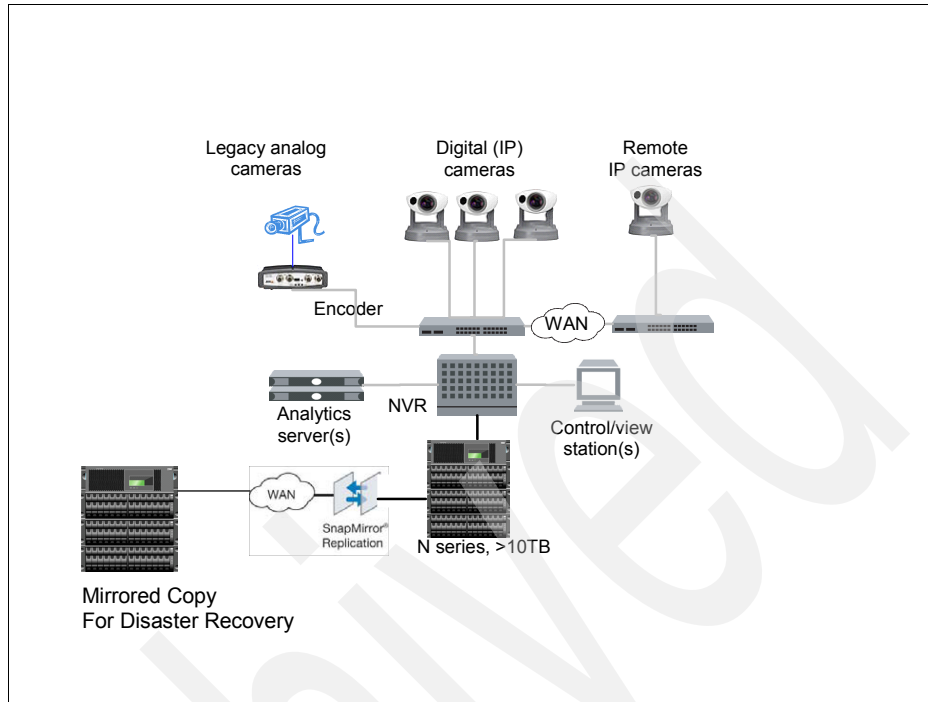 Legacy analog
cameras
Digital (IP)
cameras
Remote
IP cameras
Encoder
WAN
Analytics
server(s)
NVR
Control/view
station(s)
WAN
SnapMirror®
Replication
N series, >10TB
Mirrored Copy
For Disaster Recovery